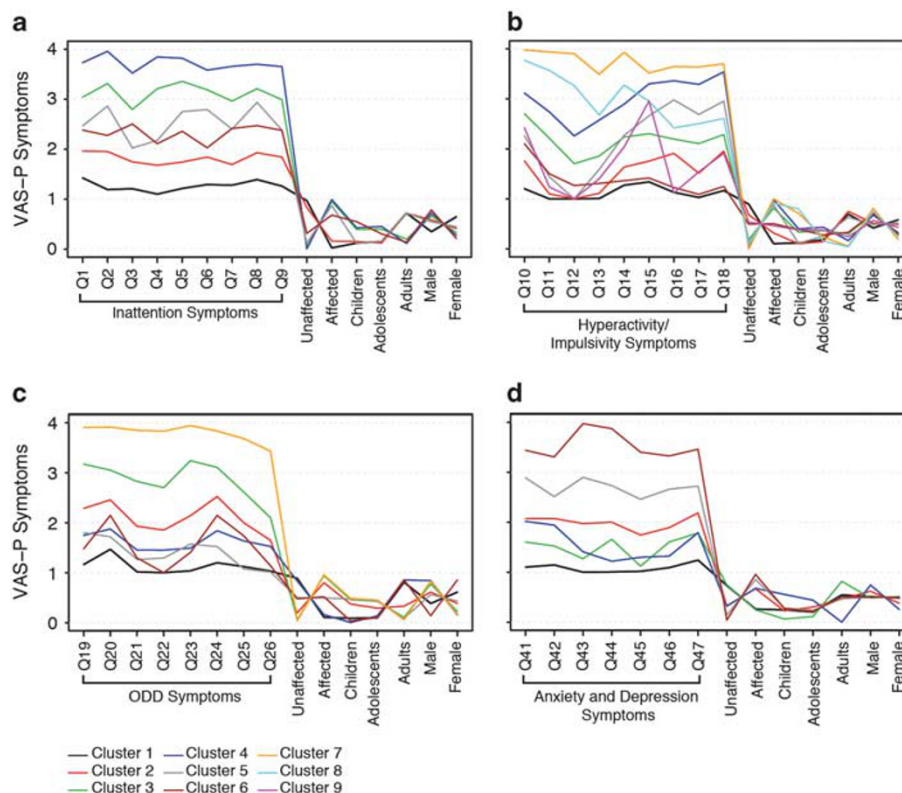 a
VAS–P Symptoms
4
3
2
1
0
Q1
Q2
Q3
Q4
Q5
Q6
Q7
Q8
Q9
Unaffected
Affected
Children
Adolescents
Adults
Male
Female
Inattention Symptoms
b
Q10
Q11
Q12
Q13
Q14
Q15
Q16
Q17
Q18
Unaffected
Affected
Children
Adolescents
Adults
Male
Female
Hyperactivity/
Impulsivity Symptoms
c
VAS–P Symptoms
4
3
2
1
0
Q19
Q20
Q21
Q22
Q23
Q24
Q25
Q26
Unaffected
Affected
Children
Adolescents
Adults
Male
Female
ODD Symptoms
d
Q41
Q42
Q43
Q44
Q45
Q46
Q47
Unaffected
Affected
Children
Adolescents
Adults
Male
Female
Anxiety and Depression
Symptoms
Cluster 1 Cluster 4 Cluster 7
Cluster 2 Cluster 5 Cluster 8
Cluster 3 Cluster 6 Cluster 9